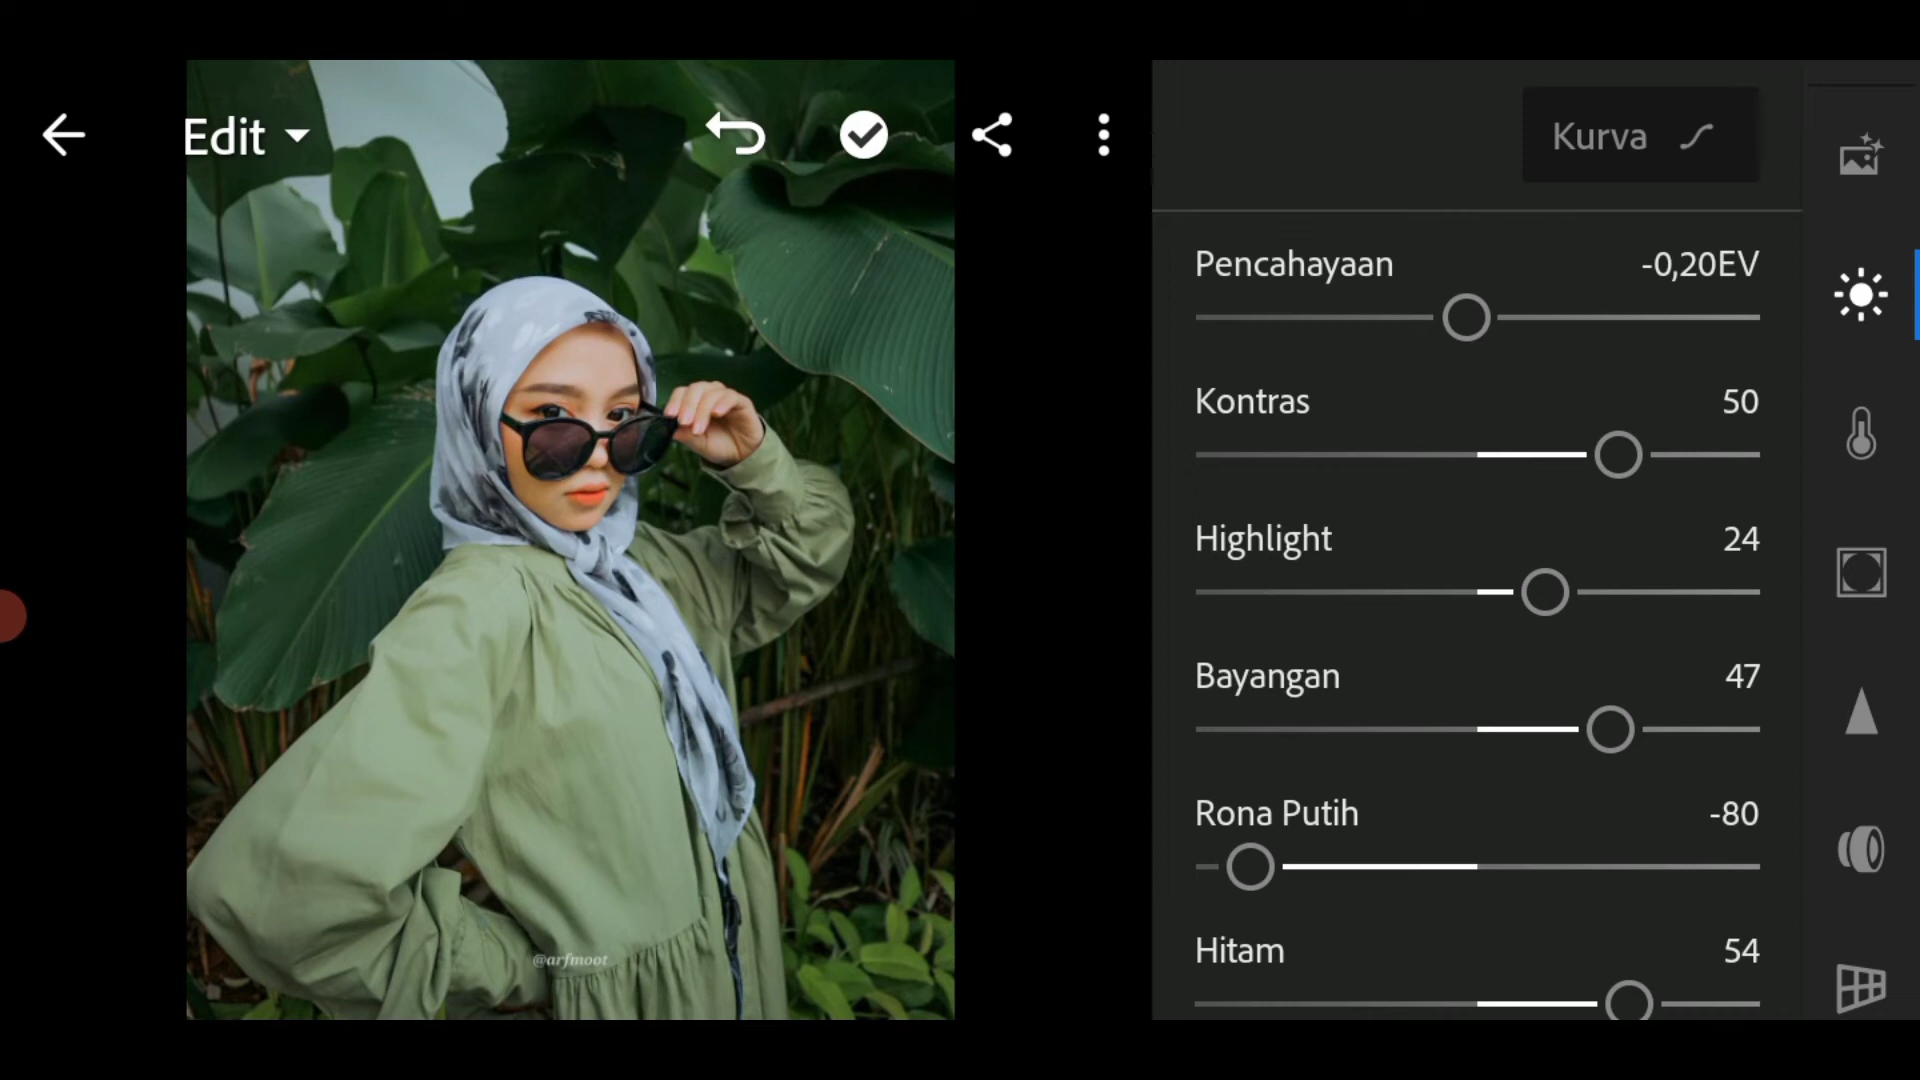 Edit
Kurva
Pencahayaan -0,20EV
Kontras 50
Highlight 24
Bayangan 47
Rona Putih -80
Hitam 54
@arfmoot